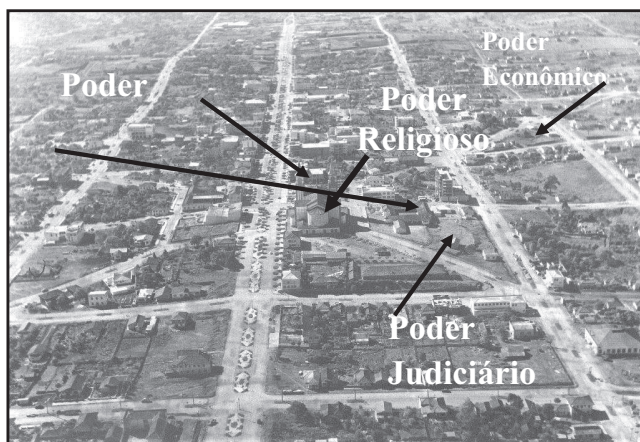 Poder
Poder
Econômico
Poder
Religioso
Poder
Judiciário